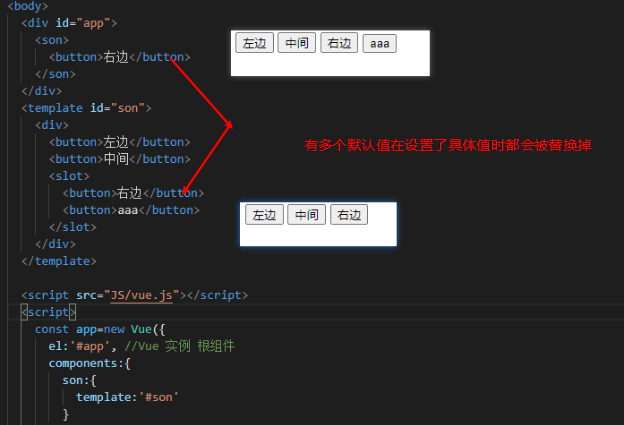 <body>
<div id="app">
<son>
<button>右边</button>
</son>
</div>
<template id="son">
<div>
<button>左边</button>
<button>中间</button>
<slot>
<button>右边</button>
<button>aaa</button>
</slot>
</div>
</template>
<script src="JS/vue.js"></script>
<script>
const app=new Vue({
el:'#app', //Vue 实例 根组件
components:{
son:{
template:'#son'
}
左边 中间 右边 aaa
有多个默认值在设置了具体值时都会被替换掉
左边 中间 右边